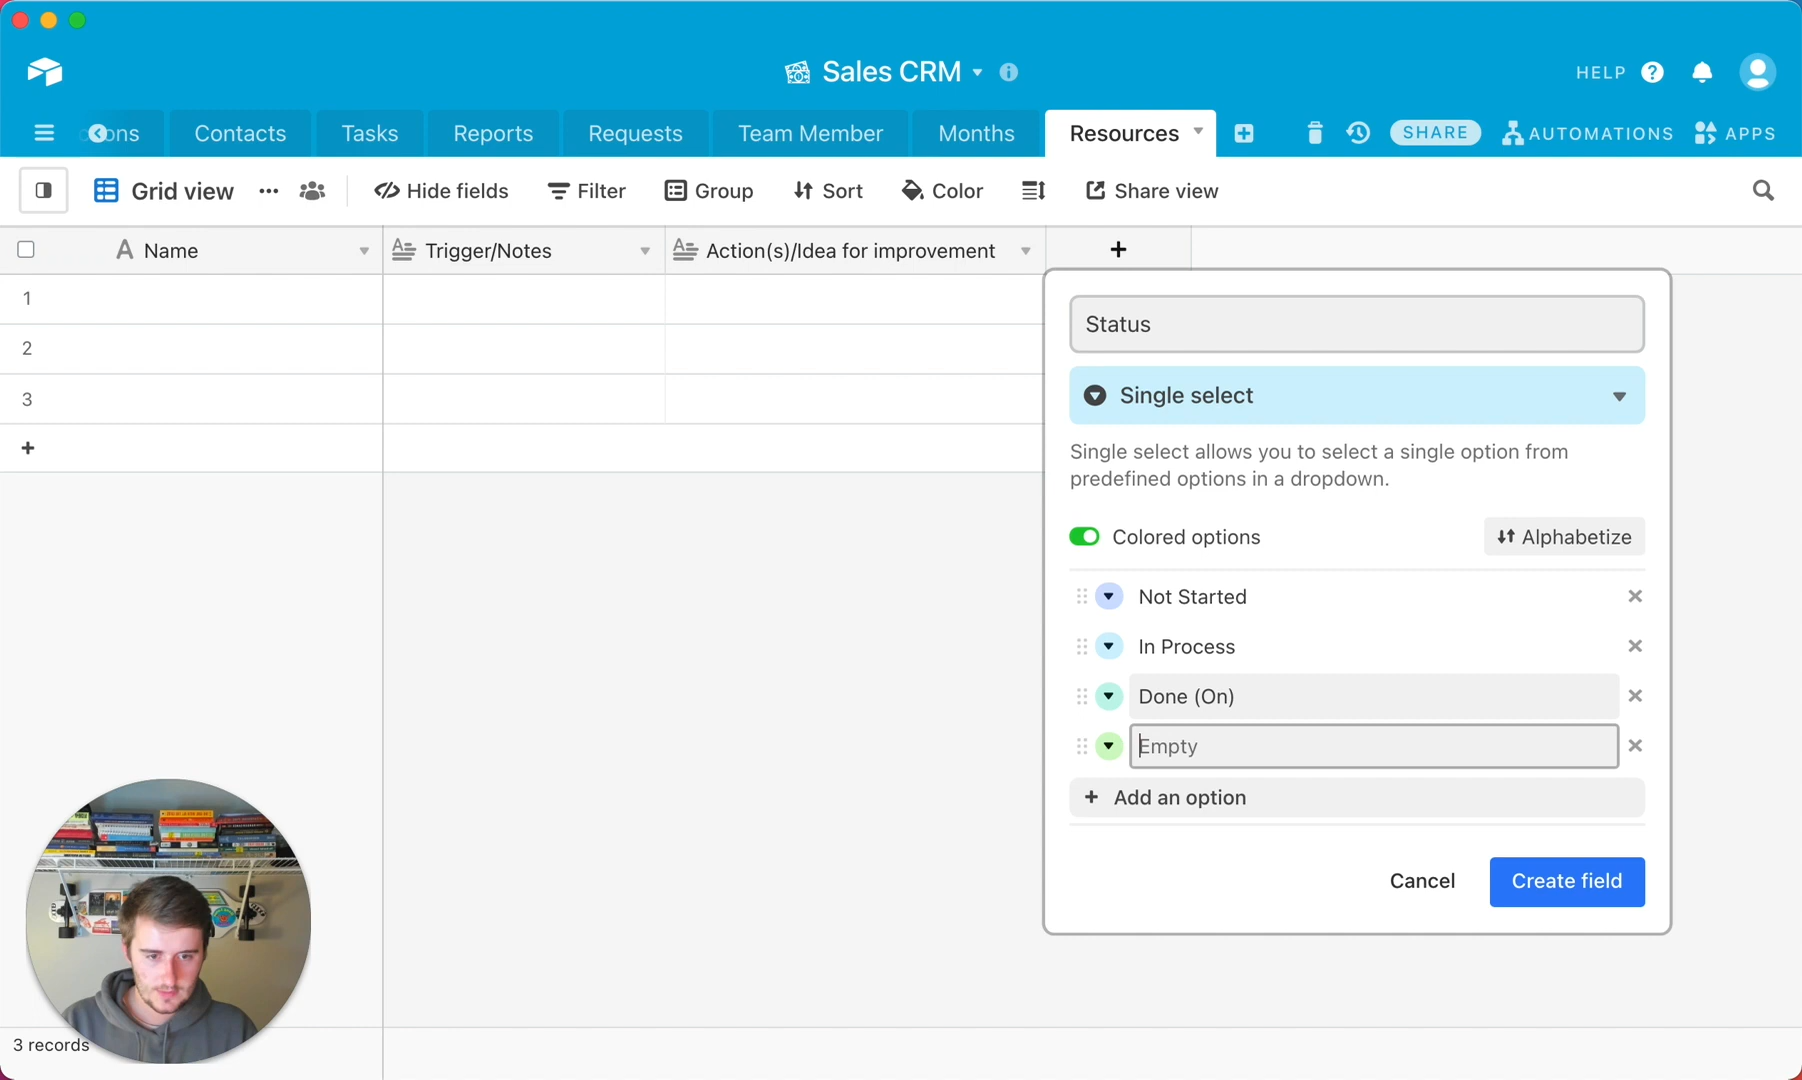 Sales CRM
HELP
ons
Contacts
Tasks
Reports
Requests
Team Member
Months
Resources
SHARE
AUTOMATIONS
APPS
Grid view
Hide fields
Filter
Group
Sort
Color
Share view
Name
Trigger/Notes
Action(s)/Idea for improvement
1
2
3
Status
Single select
Single select allows you to select a single option from
predefined options in a dropdown.
Colored options
Alphabetize
Not Started
In Process
Done (On)
Empty
Add an option
Cancel
Create field
3 records